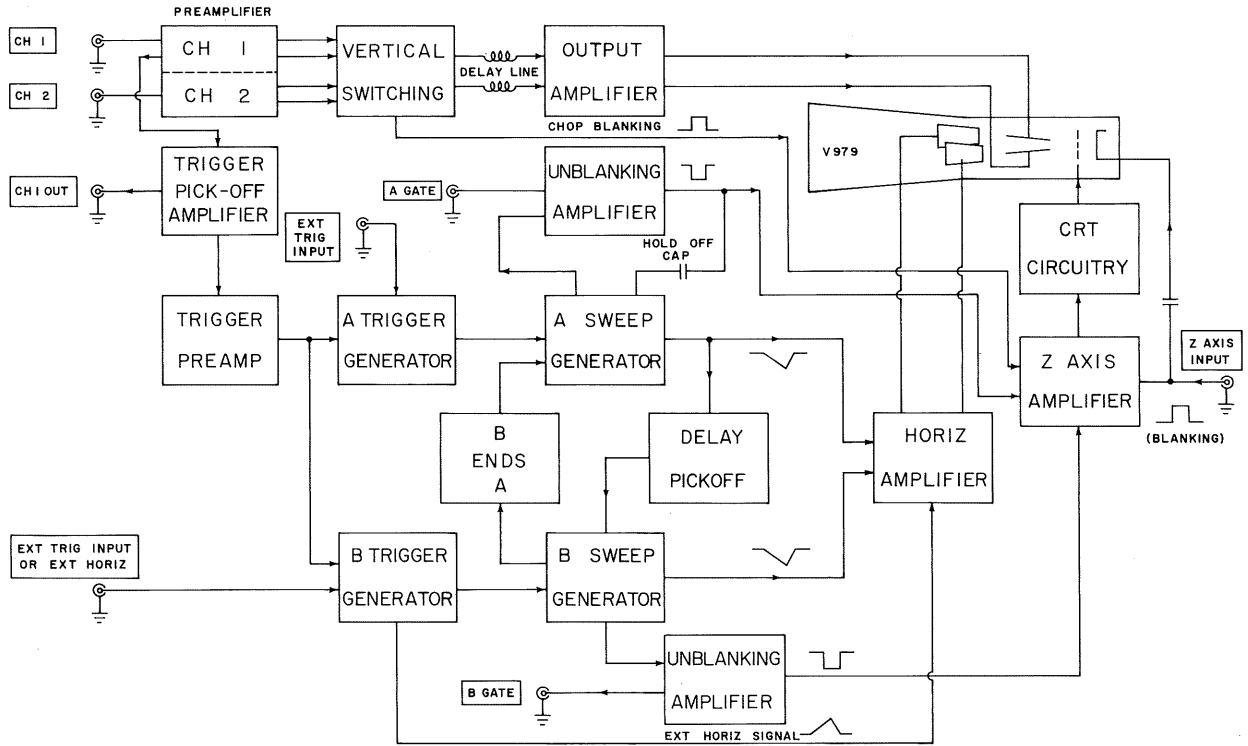 PREAMPLIFIER
CH 1
CH 1
VERTICAL
SWITCHING
DELAY LINE
OUTPUT
AMPLIFIER
CH 2
CH 2
CHOP BLANKING
V979
TRIGGER
PICK-OFF
AMPLIFIER
CH 1 OUT
A GATE
UNBLANKING
AMPLIFIER
EXT
TRIG
INPUT
HOLD OFF
CAP
CRT
CIRCUITRY
TRIGGER
PREAMP
A TRIGGER
GENERATOR
A SWEEP
GENERATOR
Z AXIS
AMPLIFIER
Z AXIS
INPUT
(BLANKING)
B
ENDS
A
DELAY
PICKOFF
HORIZ
AMPLIFIER
EXT TRIG INPUT
OR EXT HORIZ
B TRIGGER
GENERATOR
B SWEEP
GENERATOR
UNBLANKING
AMPLIFIER
B GATE
EXT HORIZ SIGNAL